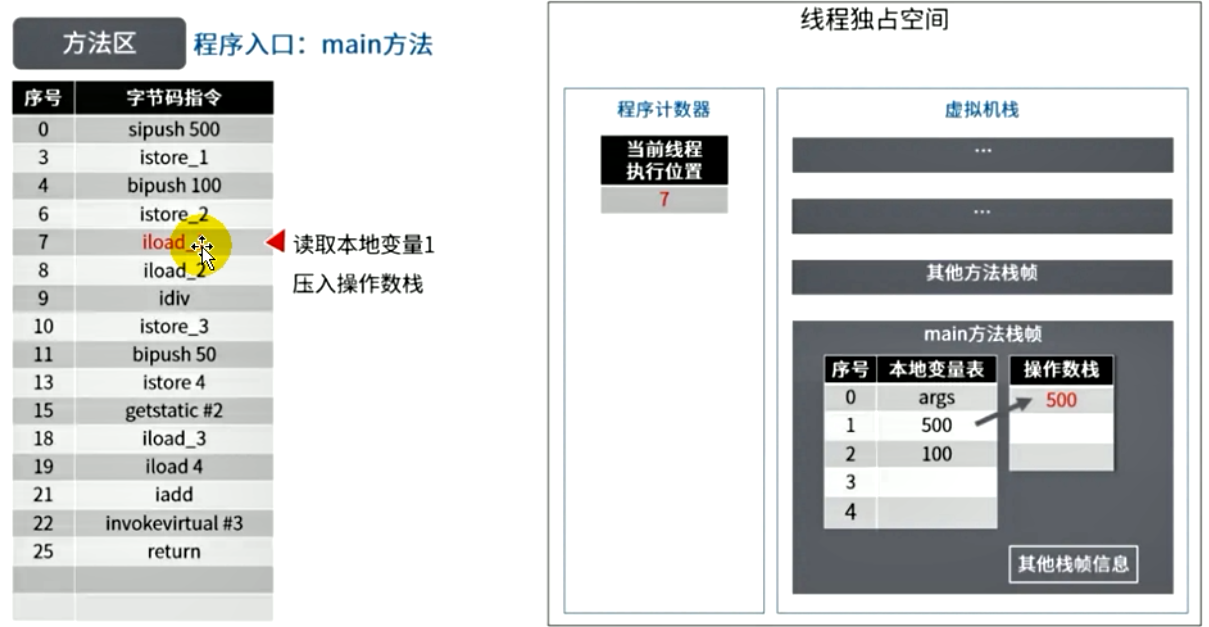 方法区
程序入口：main方法
序号 字节码指令
0 sipush 500
3 istore_1
4 bipush 100
6 istore_2
7 iload_
8 iload_2
9 idiv
10 istore_3
11 bipush 50
13 istore 4
15 getstatic #2
18 iload_3
19 iload 4
21 iadd
22 invokevirtual #3
25 return
读取本地变量1
压入操作数栈
线程独占空间
程序计数器
当前线程
执行位置
7
虚拟机栈
...
...
其他方法栈帧
main方法栈帧
序号 本地变量表
0 args
1 500
2 100
3
4
操作数栈
500
其他栈帧信息